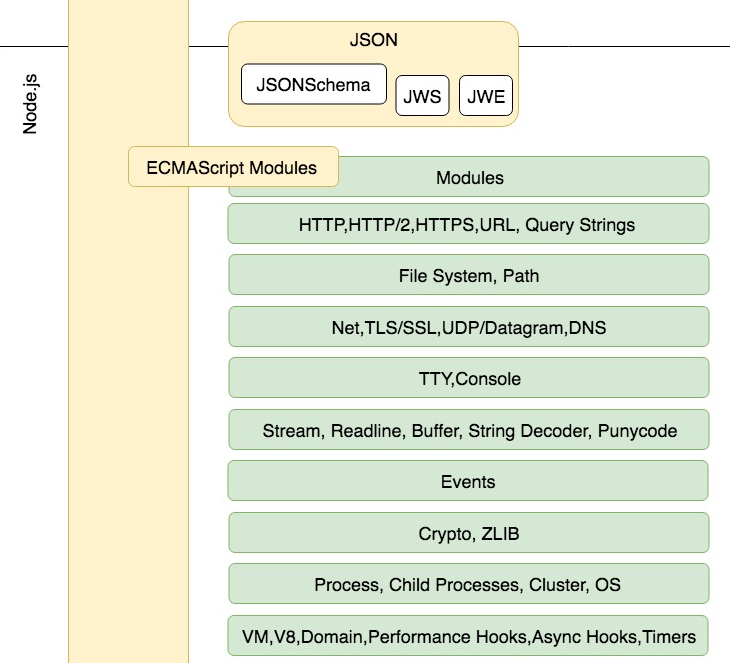 JSON
JSONSchema
JWS
JWE
Node.js
ECMAScript Modules
Modules
HTTP,HTTP/2,HTTPS,URL, Query Strings
File System, Path
Net,TLS/SSL,UDP/Datagram,DNS
TTY,Console
Stream, Readline, Buffer, String Decoder, Punycode
Events
Crypto, ZLIB
Process, Child Processes, Cluster, OS
VM,V8,Domain,Performance Hooks,Async Hooks,Timers